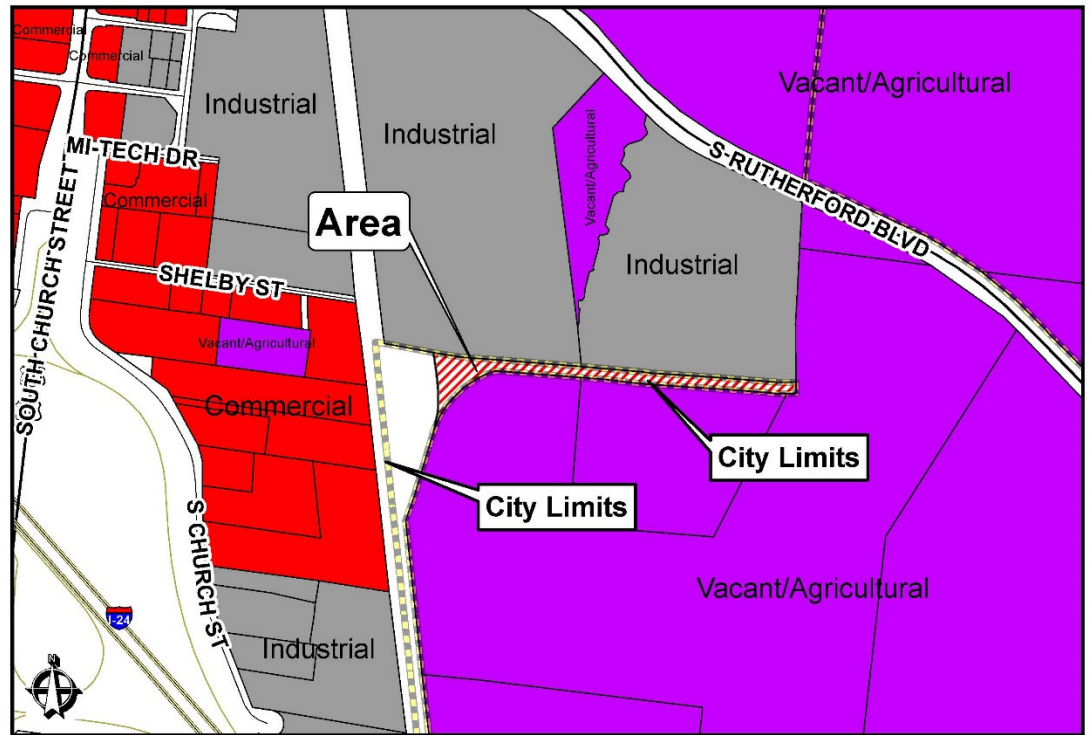 Commercial
Commercial
Vacant/Agricultural
Industrial
Industrial
S RUTHERFORD BLVD
MI-TECH DR
Vacant/Agricultural
Commercial
Area
SOUTH CHURCH STREET
SHELBY ST
Industrial
Vacant/Agricultural
Commercial
City Limits
City Limits
S CHURCH ST
Vacant/Agricultural
I-24
Industrial
N